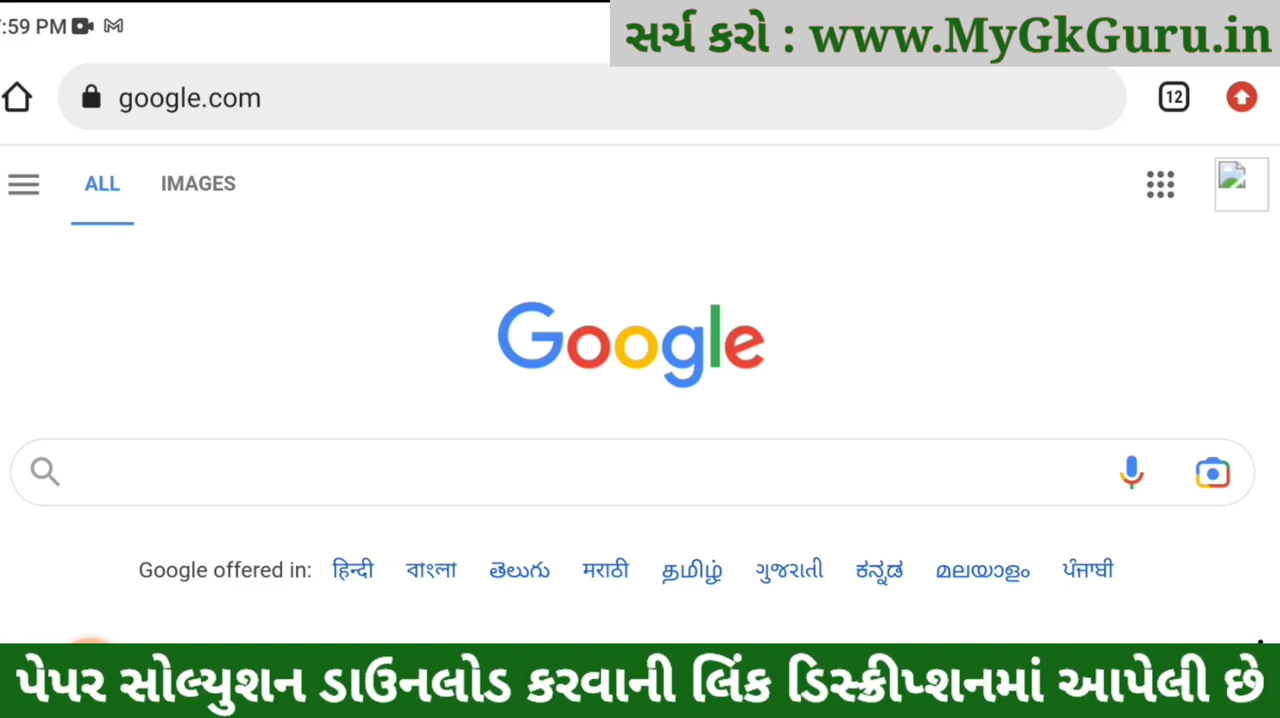 :59 PM
સર્ચ કરો : www.MyGkGuru.in
google.com
12
ALL IMAGES
Google
Google offered in: हिन्दी বাংলা తెలుగు मराठी தமிழ் ગુજરાતી ಕನ್ನಡ മലയാളം ਪੰਜਾਬੀ
પેપર સોલ્યુશન ડાઉનલોડ કરવાની લિંક ડિસ્ક્રીપ્શનમાં આપેલી છે